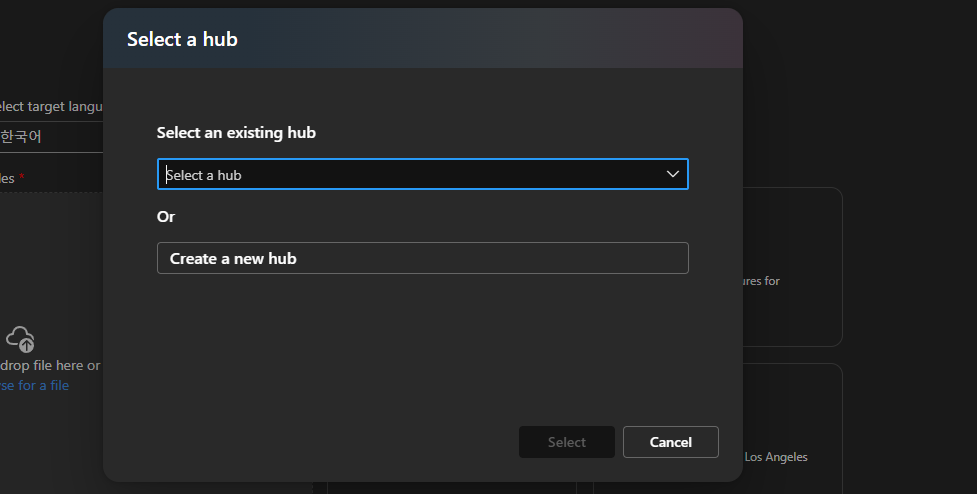 Select a hub
elect target langu
한국어
les *
Select an existing hub
Select a hub
Or
Create a new hub
ures for
drop file here or
se for a file
Select
Cancel
Los Angeles